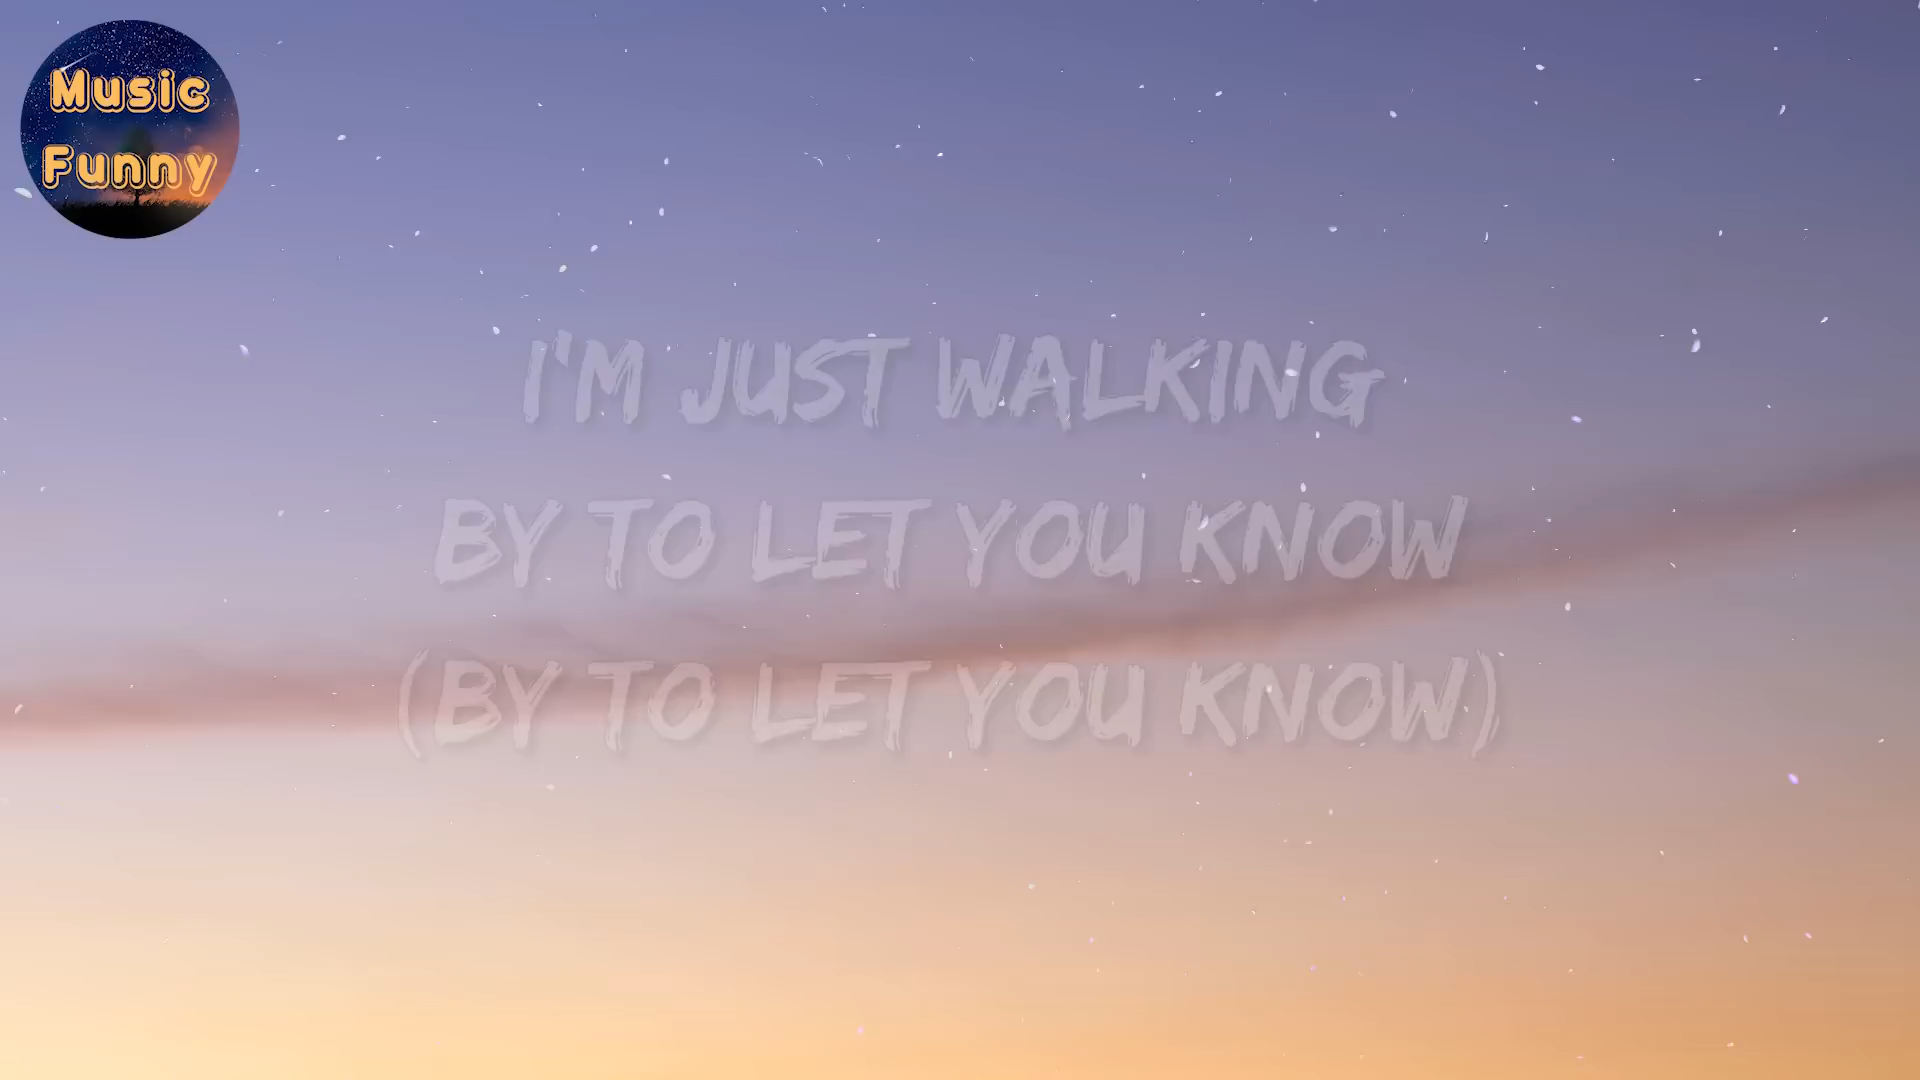 Music
Funny
I'M JUST WALKING
BY TO LET YOU KNOW
(BY TO LET YOU KNOW)